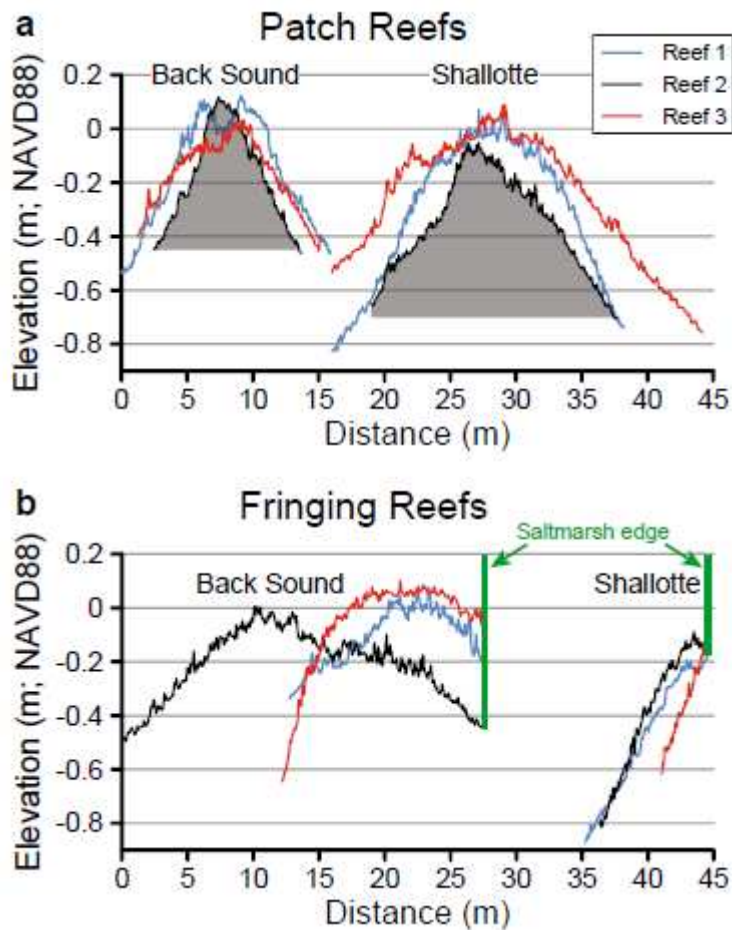 a
Patch Reefs
Reef 1
Reef 2
Reef 3
Back Sound
Shallotte
Elevation (m; NAVD88)
0.2
0
-0.2
-0.4
-0.6
-0.8
0 5 10 15 20 25 30 35 40 45
Distance (m)
b
Fringing Reefs
Saltmarsh edge
Back Sound
Shallotte
Elevation (m; NAVD88)
0.2
0
-0.2
-0.4
-0.6
-0.8
0 5 10 15 20 25 30 35 40 45
Distance (m)